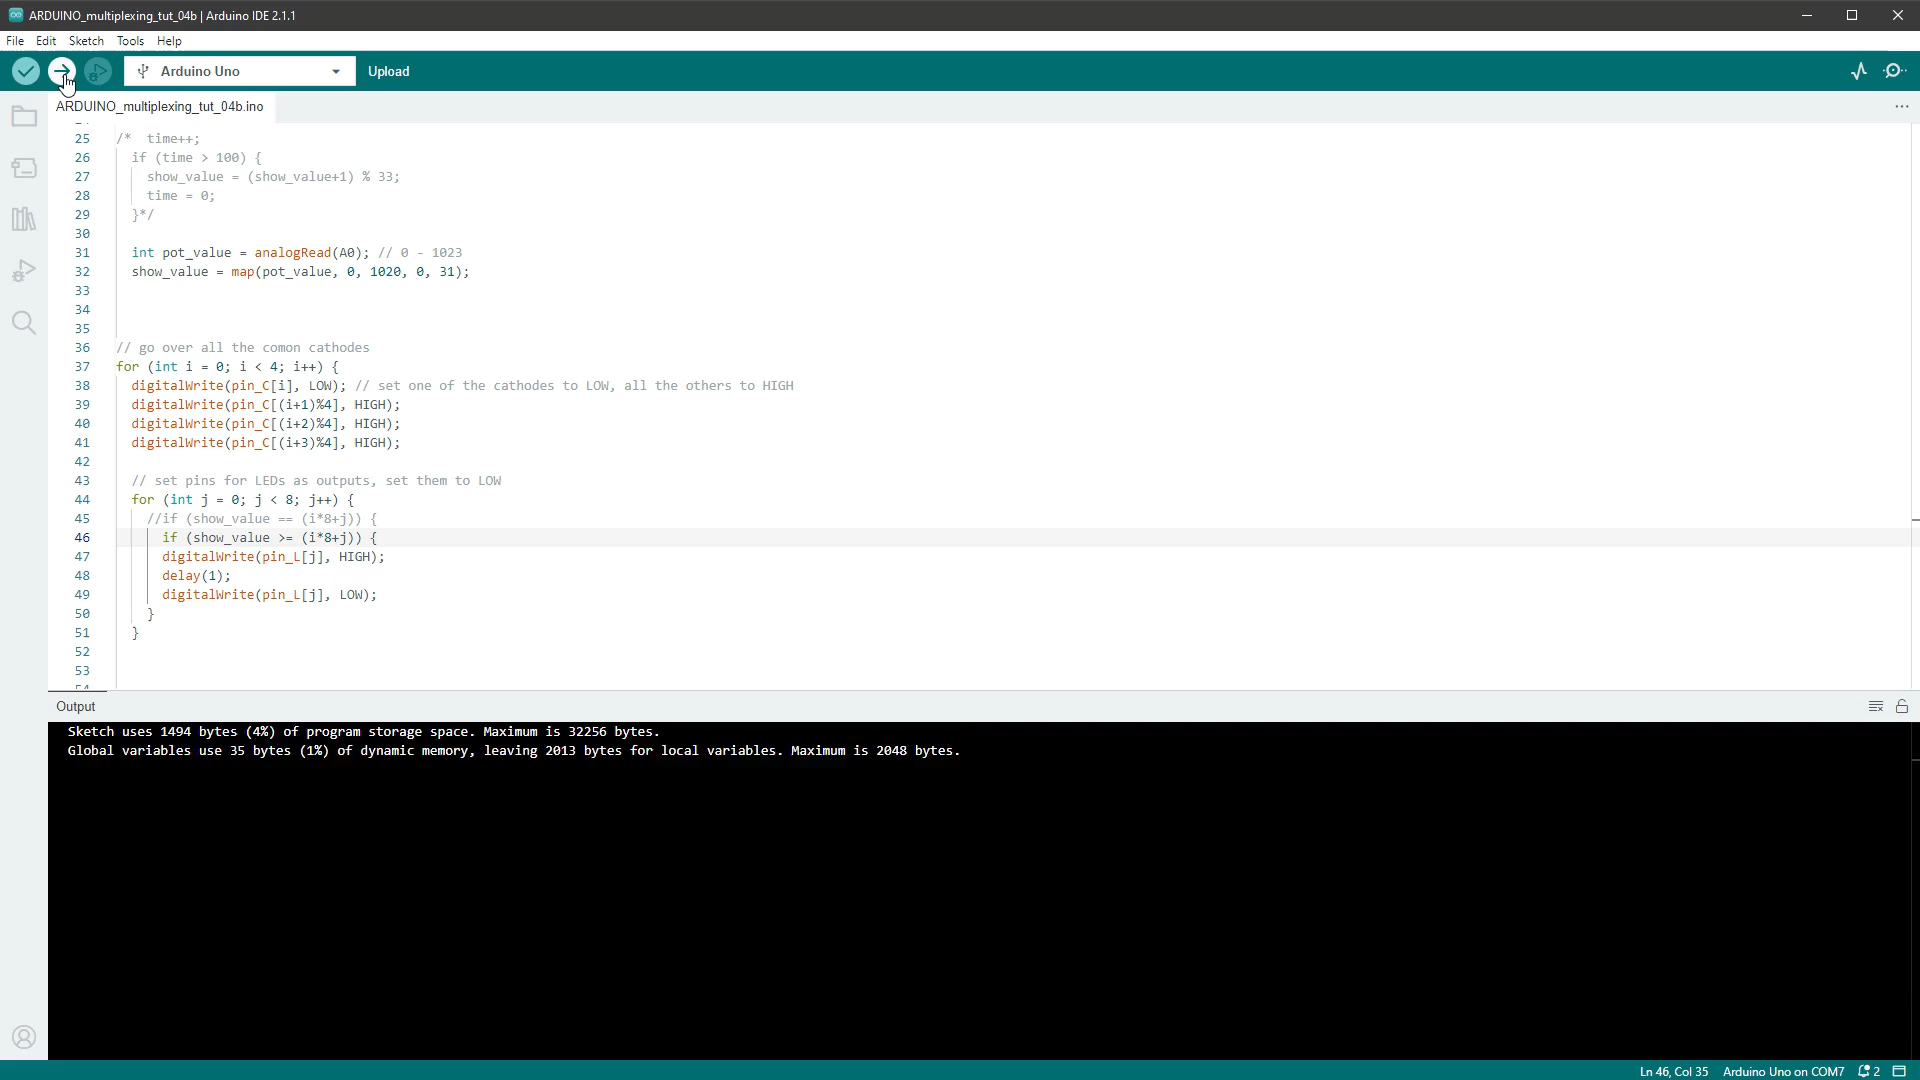 ARDUINO_multiplexing_tut_04b | Arduino IDE 2.1.1
File Edit Sketch Tools Help
Arduino Uno Upload
ARDUINO_multiplexing_tut_04b.ino
25 /* time++;
26 if (time > 100) {
27 show_value = (show_value+1) % 33;
28 time = 0;
29 }*/
30
31 int pot_value = analogRead(A0); // 0 - 1023
32 show_value = map(pot_value, 0, 1020, 0, 31);
33
34
35
36 // go over all the comon cathodes
37 for (int i = 0; i < 4; i++) {
38 digitalWrite(pin_C[i], LOW); // set one of the cathodes to LOW, all the others to HIGH
39 digitalWrite(pin_C[(i+1)%4], HIGH);
40 digitalWrite(pin_C[(i+2)%4], HIGH);
41 digitalWrite(pin_C[(i+3)%4], HIGH);
42
43 // set pins for LEDs as outputs, set them to LOW
44 for (int j = 0; j < 8; j++) {
45 //if (show_value == (i*8+j)) {
46 if (show_value >= (i*8+j)) {
47 digitalWrite(pin_L[j], HIGH);
48 delay(1);
49 digitalWrite(pin_L[j], LOW);
50 }
51 }
52
53
Output
Sketch uses 1494 bytes (4%) of program storage space. Maximum is 32256 bytes.
Global variables use 35 bytes (1%) of dynamic memory, leaving 2013 bytes for local variables. Maximum is 2048 bytes.
Ln 46, Col 35 Arduino Uno on COM7 2